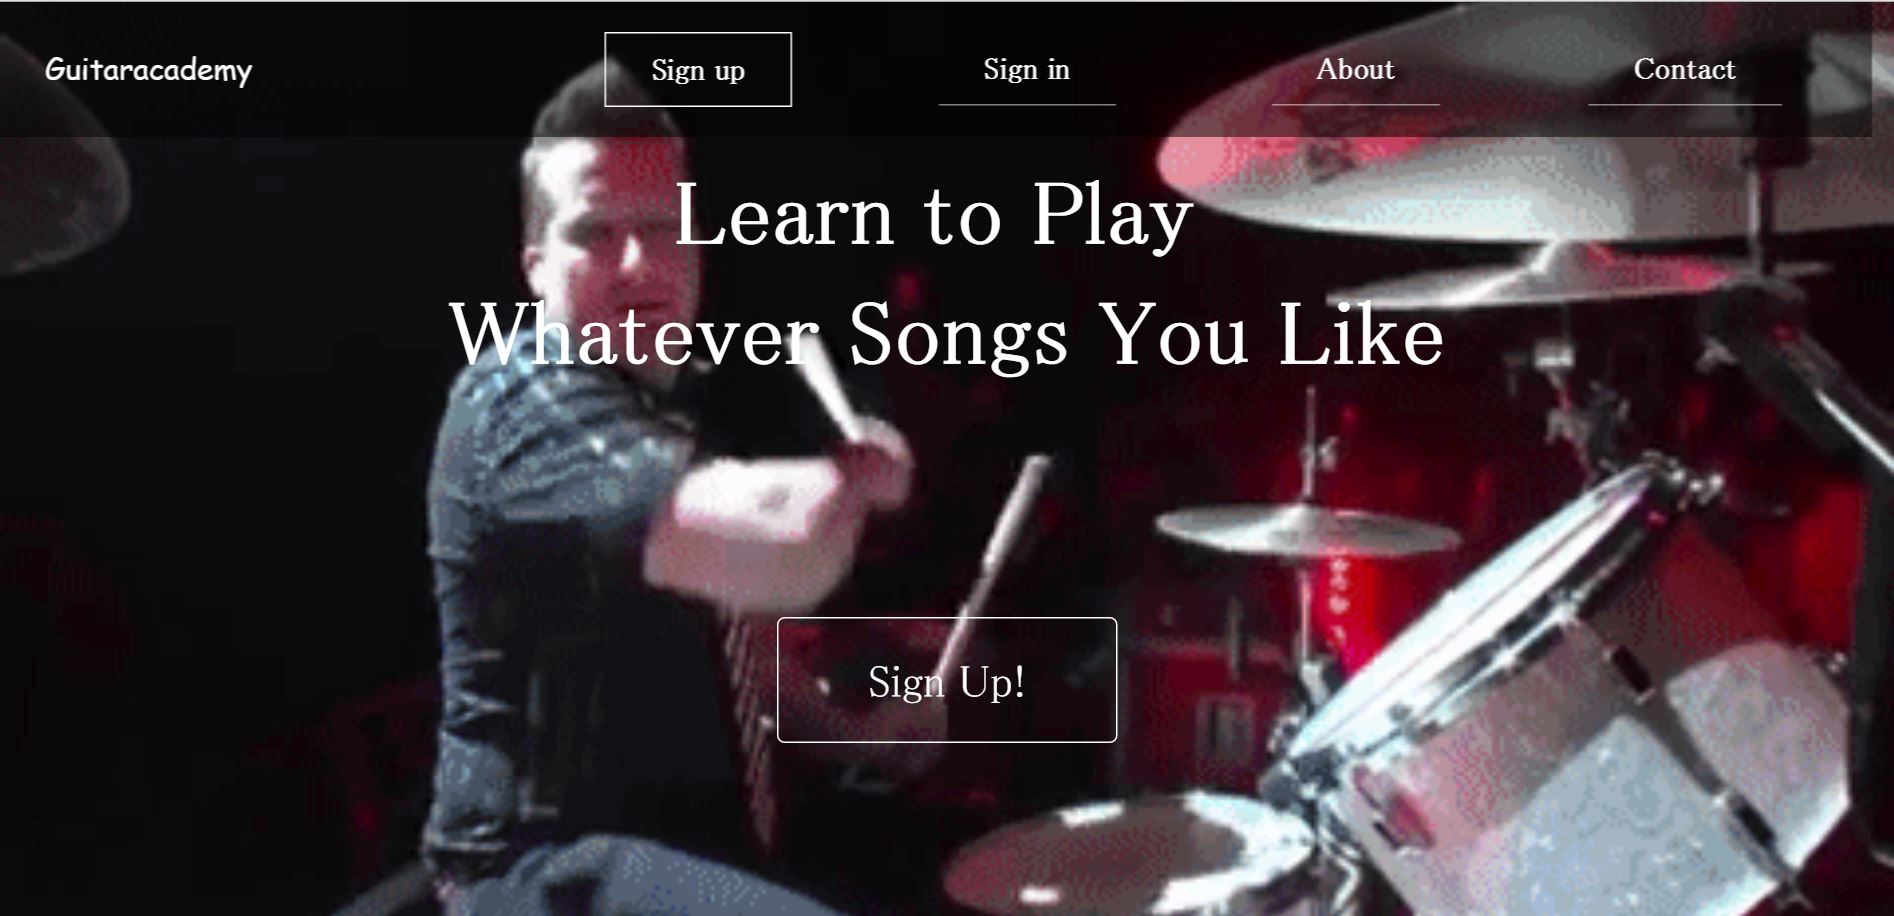 Guitaracademy
Sign up
Sign in
About
Contact
Learn to Play
Whatever Songs You Like
Sign Up!